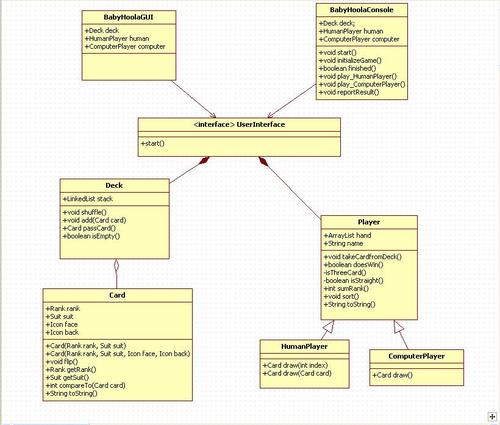 BabyHoolaGUI
+Deck deck
+HumanPlayer human
+ComputerPlayer computer
BabyHoolaConsole
+Deck deck;
+HumanPlayer human
+ComputerPlayer computer
+void start()
+void initializeGame()
+boolean finished()
+void play_HumanPlayer()
+void play_ComputerPlayer()
+void reportResult()
<interface> UserInterface
+start()
Deck
+LinkedList stack
+void shuffle()
+void add(Card card)
+Card passCard()
+boolean isEmpty()
Player
+ArrayList hand
+String name
+void takeCardfromDeck()
+boolean doesWin()
-isThreeCard()
-boolean isStraight()
+int sumRank()
+void sort()
+String toString()
Card
+Rank rank
+Suit suit
+Icon face
+Icon back
+Card(Rank rank, Suit suit)
+Card(Rank rank, Suit suit, Icon face, Icon back)
+void flip()
+Rank getRank()
+Suit getSuit()
+int compareTo(Card card)
+String toString()
HumanPlayer
+Card draw(int index)
+Card draw(Card card)
ComputerPlayer
+Card draw()